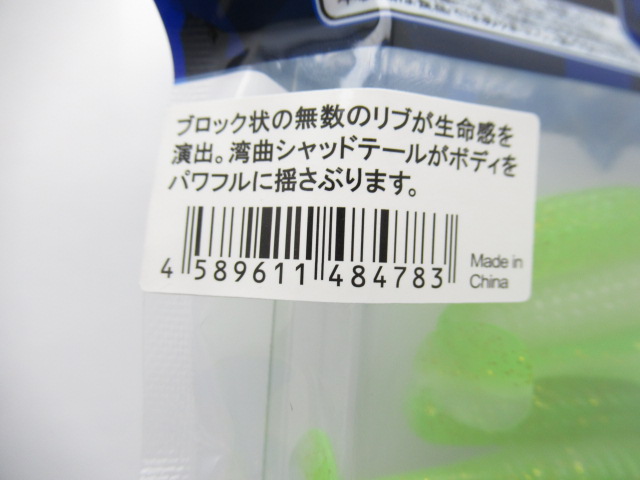 ブロック状の無数のリブが生命感を
演出。湾曲シャッドテールがボディを
パワフルに揺さぶります。
4 589611 484783
Made in
China